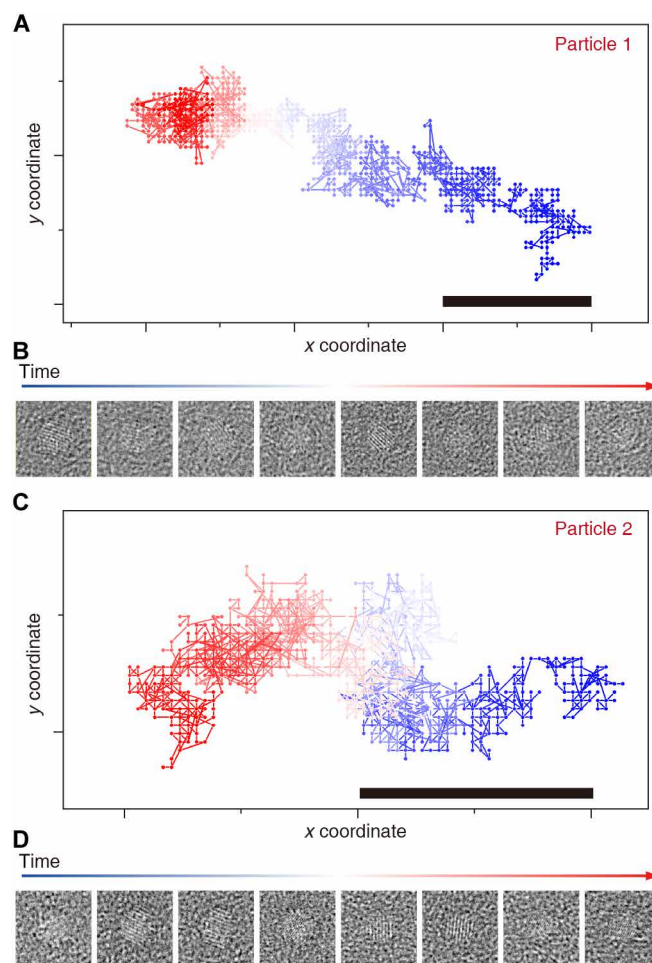 A
Particle 1
y coordinate
x coordinate
B
Time
C
Particle 2
y coordinate
x coordinate
D
Time